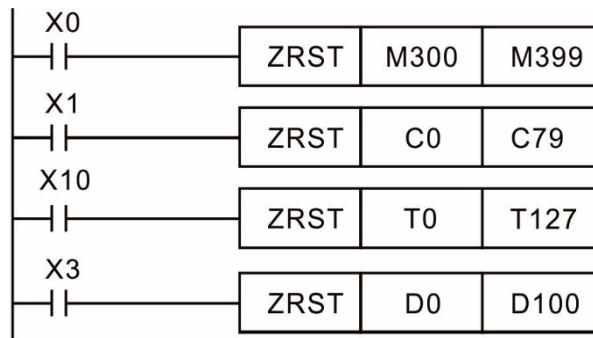 X0
ZRST M300 M399
X1
ZRST C0 C79
X10
ZRST T0 T127
X3
ZRST D0 D100